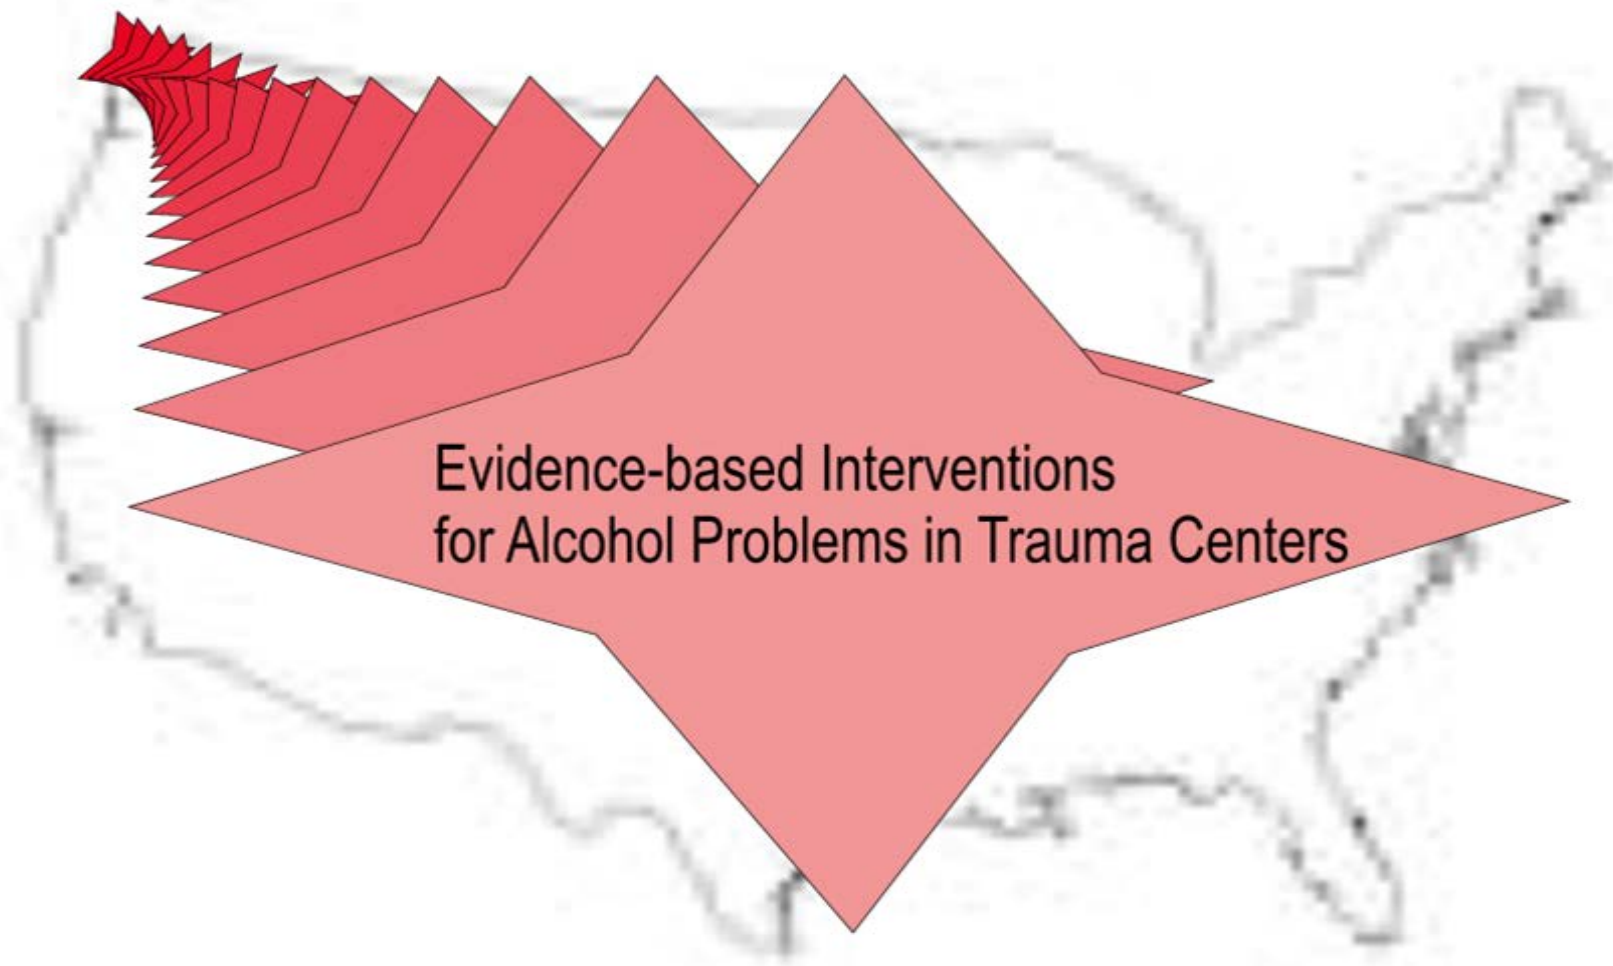 Evidence-based Interventions
for Alcohol Problems in Trauma Centers